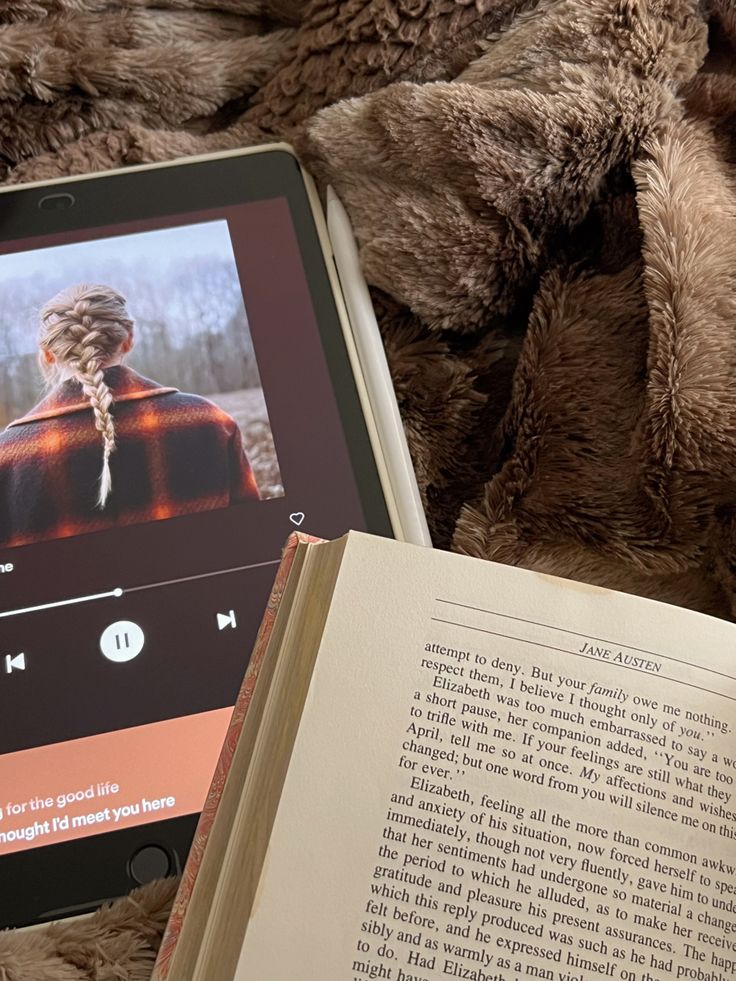 ne
g for the good life
hought I'd meet you here
JANE AUSTEN
attempt to deny. But your family owe me nothing.
respect them, I believe I thought only of you.''
Elizabeth was too much embarrassed to say a wo
a short pause, her companion added, ''You are too
to trifle with me. If your feelings are still what they
April, tell me so at once. My affections and wishes
changed; but one word from you will silence me on this
for ever.''
Elizabeth, feeling all the more than common awkw
and anxiety of his situation, now forced herself to spea
immediately, though not very fluently, gave him to unde
that her sentiments had undergone so material a change
the period to which he alluded, as to make her receive
gratitude and pleasure his present assurances. The happ
which this reply produced was such as he had probably
felt before, and he expressed himself on the
sibly and as warmly as a man viol
to do. Had Elizabeth
might have